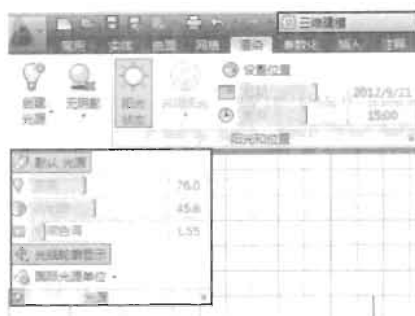 三维建模
常用 实体 曲面 网格 渲染 参数化 插入 注释
创建光源 无阴影 阳光状态
设置位置
2012/9/21
15:00
阳光和位置
默认 光源
76.0
45.6
1.55
光线轮廓显示
国际光源单位
光源